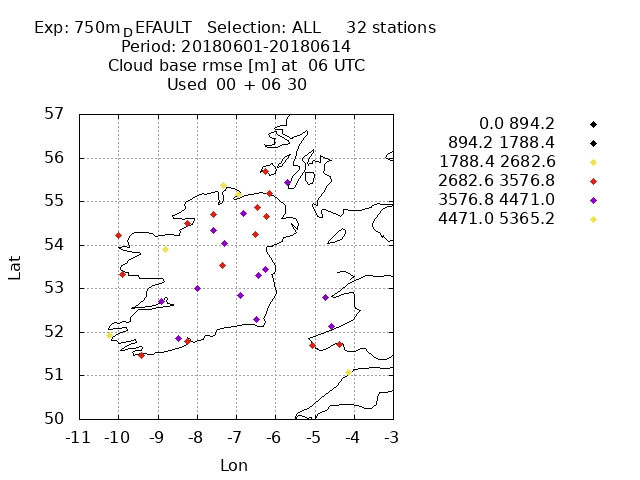 Exp: 750m_DEFAULT Selection: ALL 32 stations
Period: 20180601-20180614
Cloud base rmse [m] at 06 UTC
Used 00 + 06 30
57
56
55
54
53
52
51
50
Lat
-11 -10 -9 -8 -7 -6 -5 -4 -3
Lon
0.0 894.2
894.2 1788.4
1788.4 2682.6
2682.6 3576.8
3576.8 4471.0
4471.0 5365.2